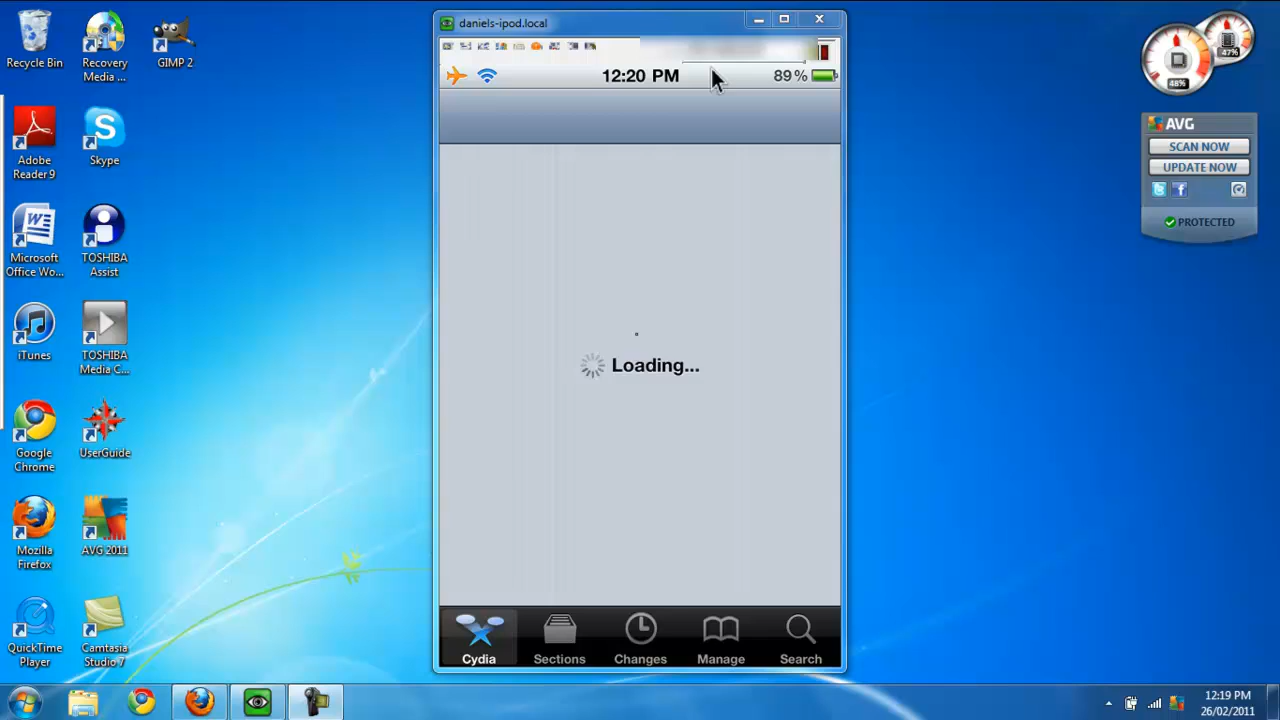 Recycle Bin
Recovery
Media ...
GIMP 2
Adobe
Reader 9
Skype
Microsoft
Office Wo...
TOSHIBA
Assist
iTunes
TOSHIBA
Media C...
Google
Chrome
UserGuide
Mozilla
Firefox
AVG 2011
QuickTime
Player
Camtasia
Studio 7
daniels-ipod.local
12:20 PM
89%
Loading...
Cydia
Sections
Changes
Manage
Search
47%
48%
AVG
SCAN NOW
UPDATE NOW
PROTECTED
12:19 PM
26/02/2011